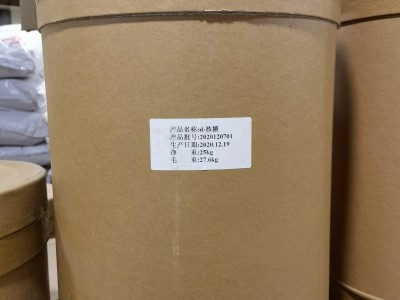 产品名称:d-核糖
产品批号:2020120701
生产日期:2020.12.19
净 重:25kg
毛 重:27.6kg